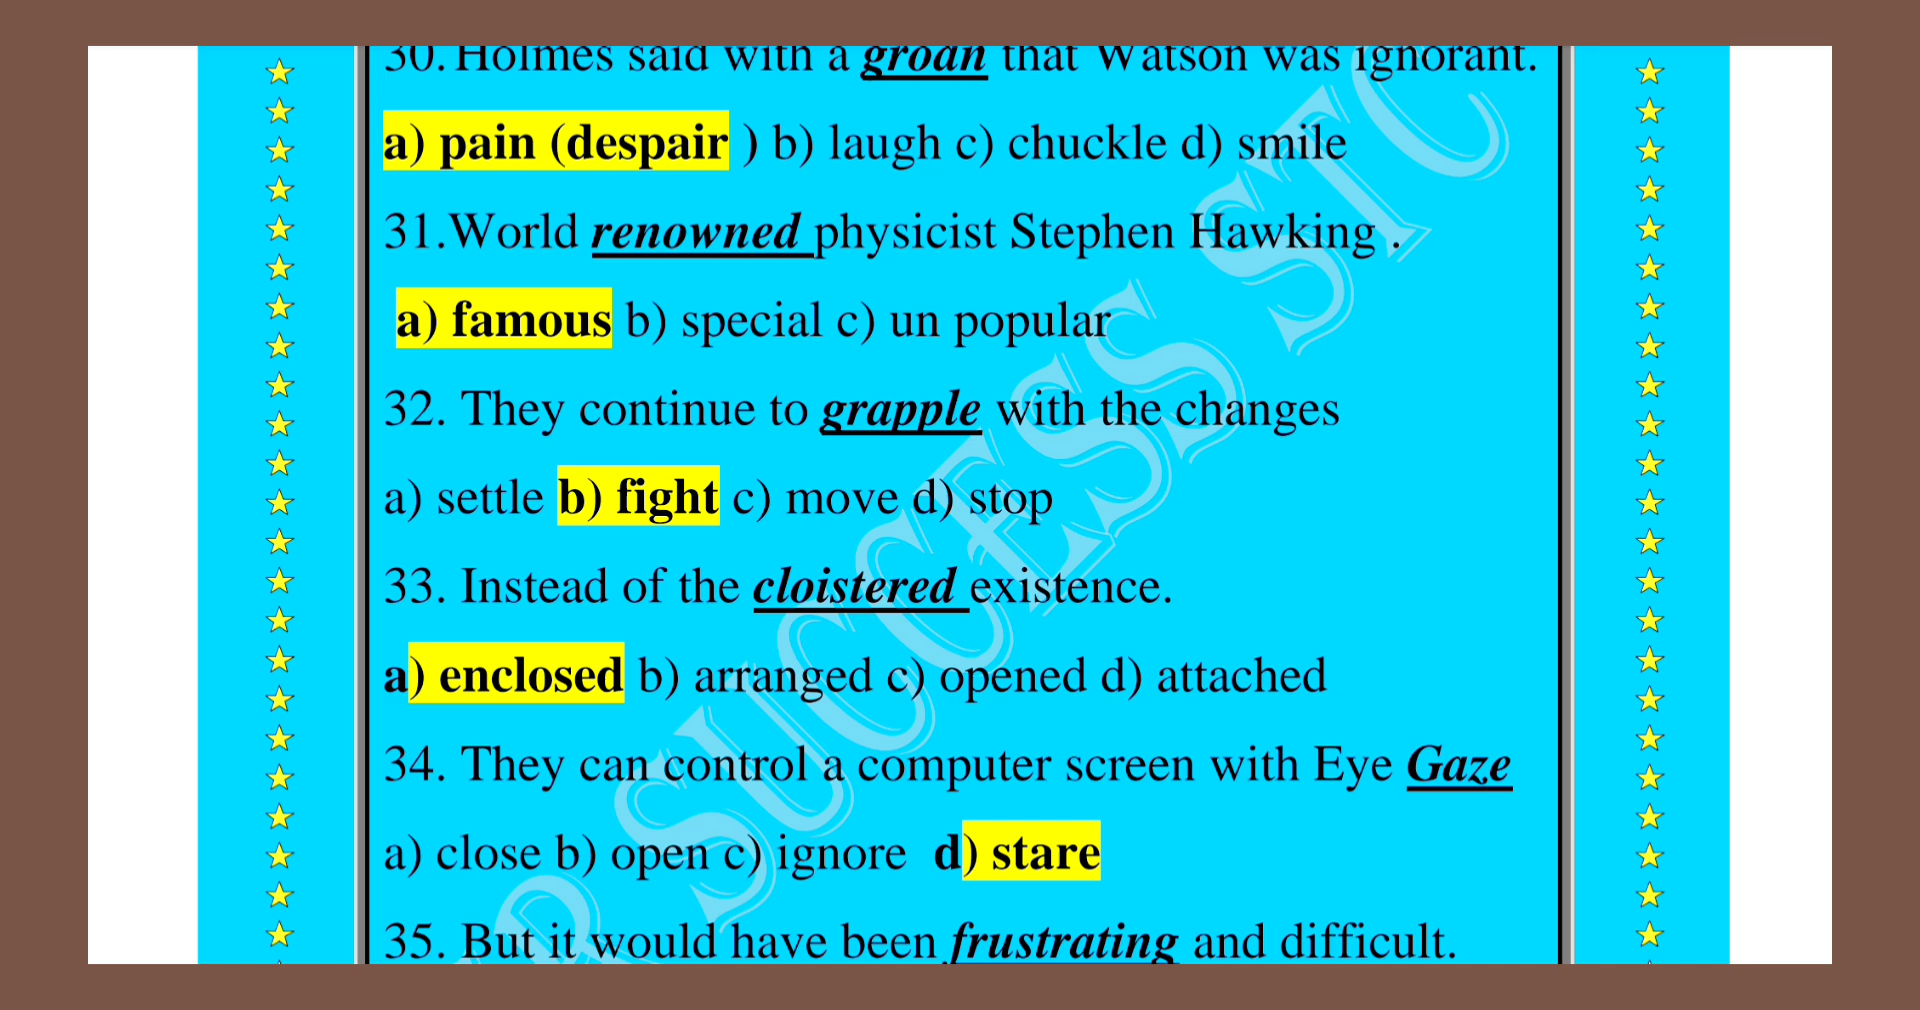 30. Holmes said with a groan that Watson was ignorant.
a) pain (despair ) b) laugh c) chuckle d) smile
31.World renowned physicist Stephen Hawking .
a) famous b) special c) un popular
32. They continue to grapple with the changes
a) settle b) fight c) move d) stop
33. Instead of the cloistered existence.
a) enclosed b) arranged c) opened d) attached
34. They can control a computer screen with Eye Gaze
a) close b) open c) ignore d) stare
35. But it would have been frustrating and difficult.
SUCCESS